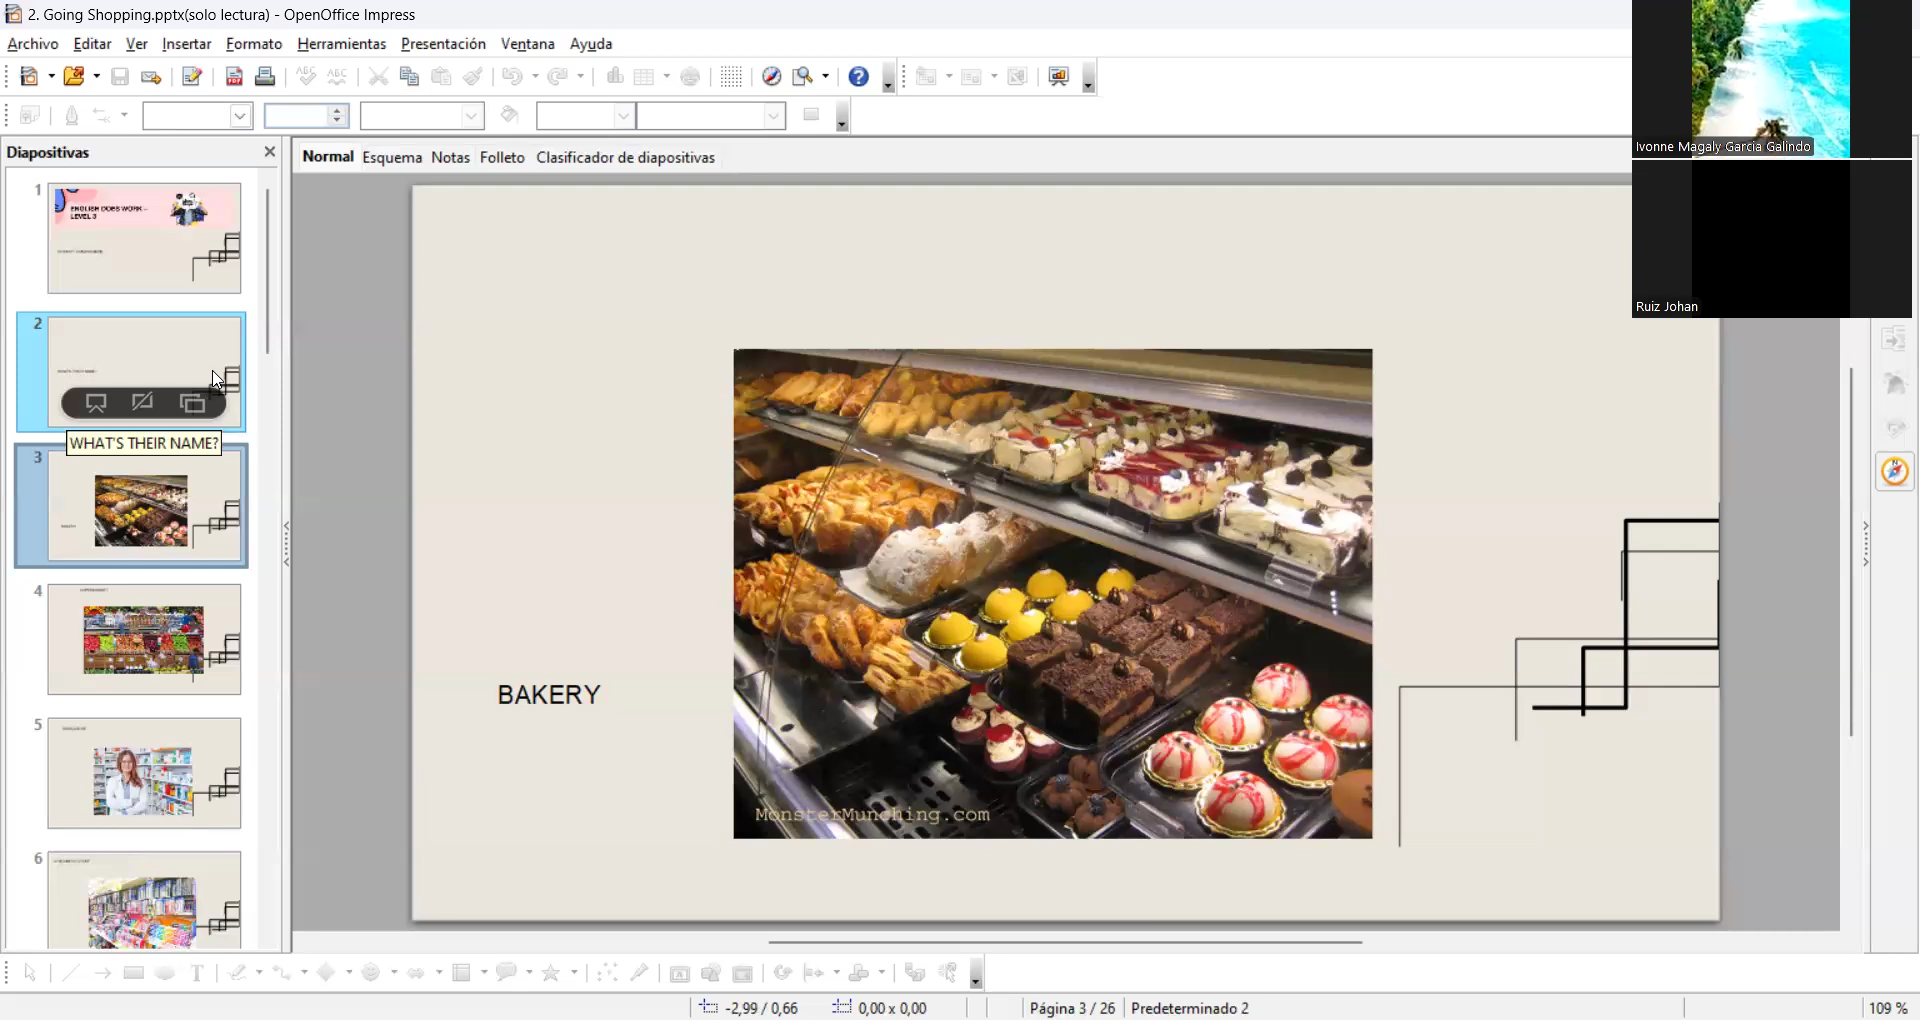 2. Going Shopping.pptx(solo lectura) - OpenOffice Impress
Archivo Editar Ver Insertar Formato Herramientas Presentación Ventana Ayuda
Diapositivas
Normal Esquema Notas Folleto Clasificador de diapositivas
Ivonne Magaly Garcia Galindo
Ruiz Johan
1
ENGLISH DOES WORK –
LEVEL 3
2
WHAT'S THEIR NAME?
3
4
5
6
BAKERY
MonsterMunching.com
-2,99 / 0,66
0,00 x 0,00
Página 3 / 26
Predeterminado 2
109 %